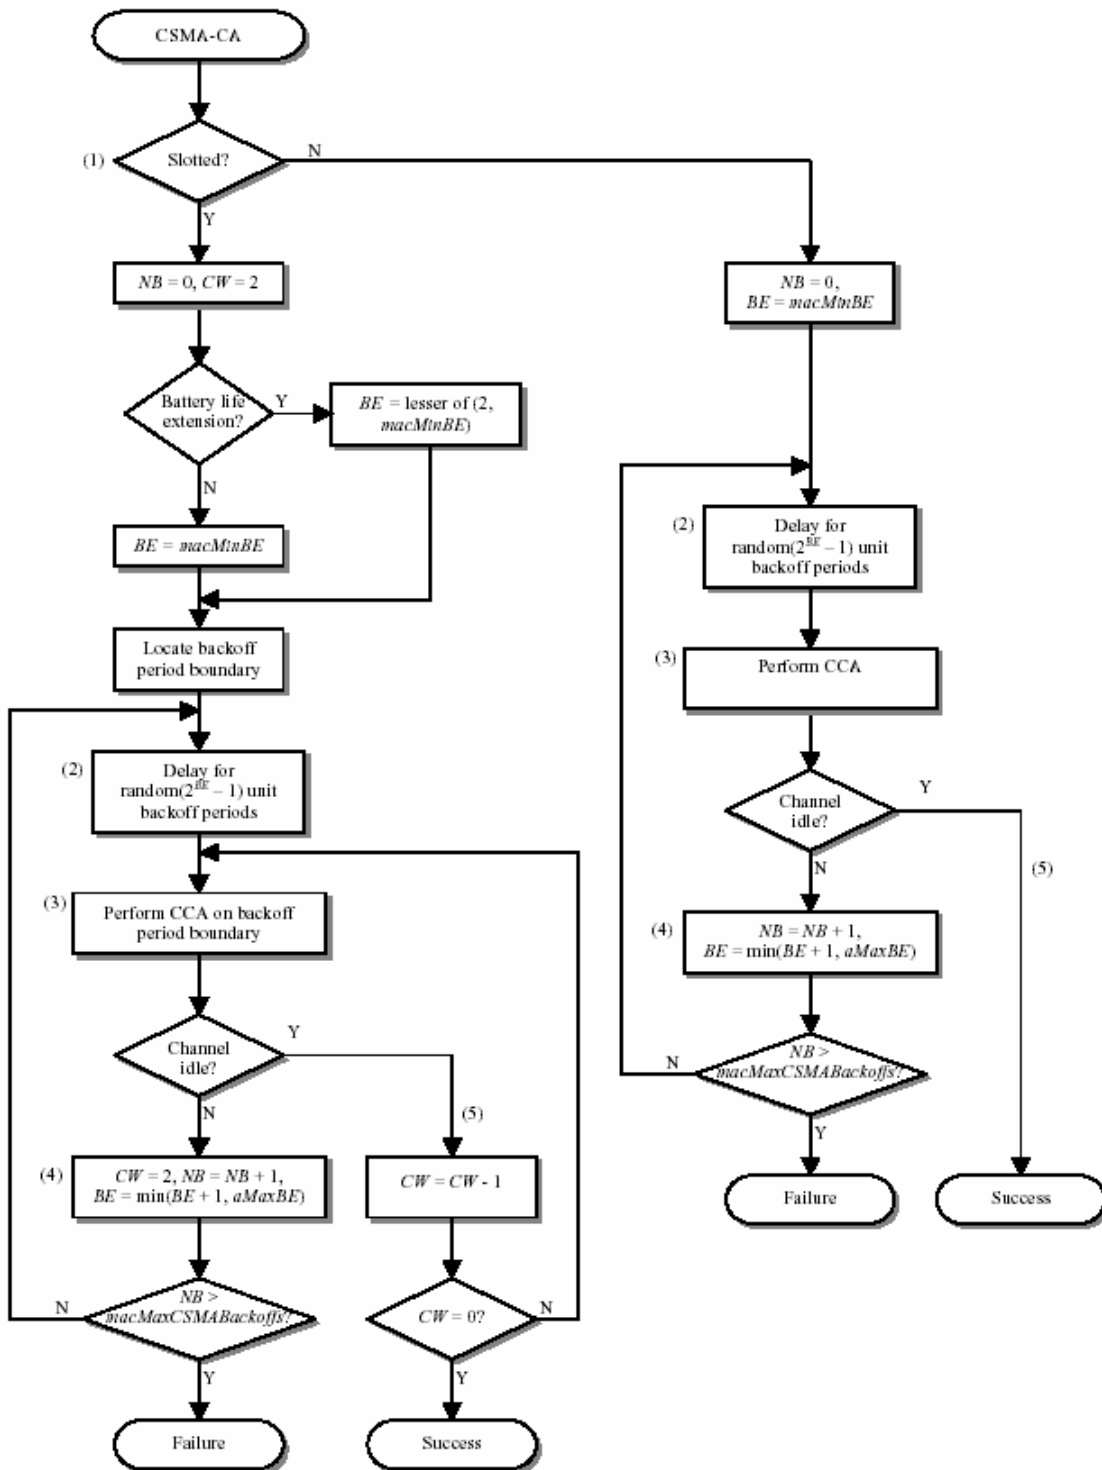 CSMA-CA
(1)
Slotted?
N
Y
NB = 0, CW = 2
Battery life
extension?
Y
BE = lesser of (2,
macMinBE)
N
BE = macMinBE
Locate backoff
period boundary
(2)
Delay for
random(2^BE – 1) unit
backoff periods
(3)
Perform CCA on backoff
period boundary
Channel
idle?
Y
N
(5)
(4)
CW = 2, NB = NB + 1,
BE = min(BE + 1, aMaxBE)
CW = CW - 1
NB >
macMaxCSMABackoffs?
N
Y
CW = 0?
N
Y
Failure
Success
NB = 0,
BE = macMinBE
(2)
Delay for
random(2^BE – 1) unit
backoff periods
(3)
Perform CCA
Channel
idle?
Y
N
(5)
(4)
NB = NB + 1,
BE = min(BE + 1, aMaxBE)
NB >
macMaxCSMABackoffs?
N
Y
Failure
Success